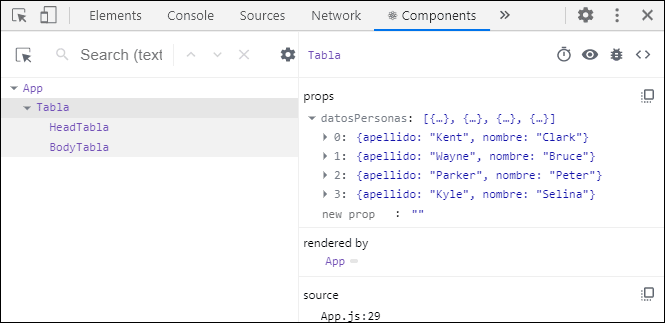 Elements Console Sources Network Components »
Search (text
Tabla
App
Tabla
HeadTabla
BodyTabla
props
datosPersonas: [{…}, {…}, {…}, {…}]
0: {apellido: "Kent", nombre: "Clark"}
1: {apellido: "Wayne", nombre: "Bruce"}
2: {apellido: "Parker", nombre: "Peter"}
3: {apellido: "Kyle", nombre: "Selina"}
new prop : ""
rendered by
App
source
App.js:29